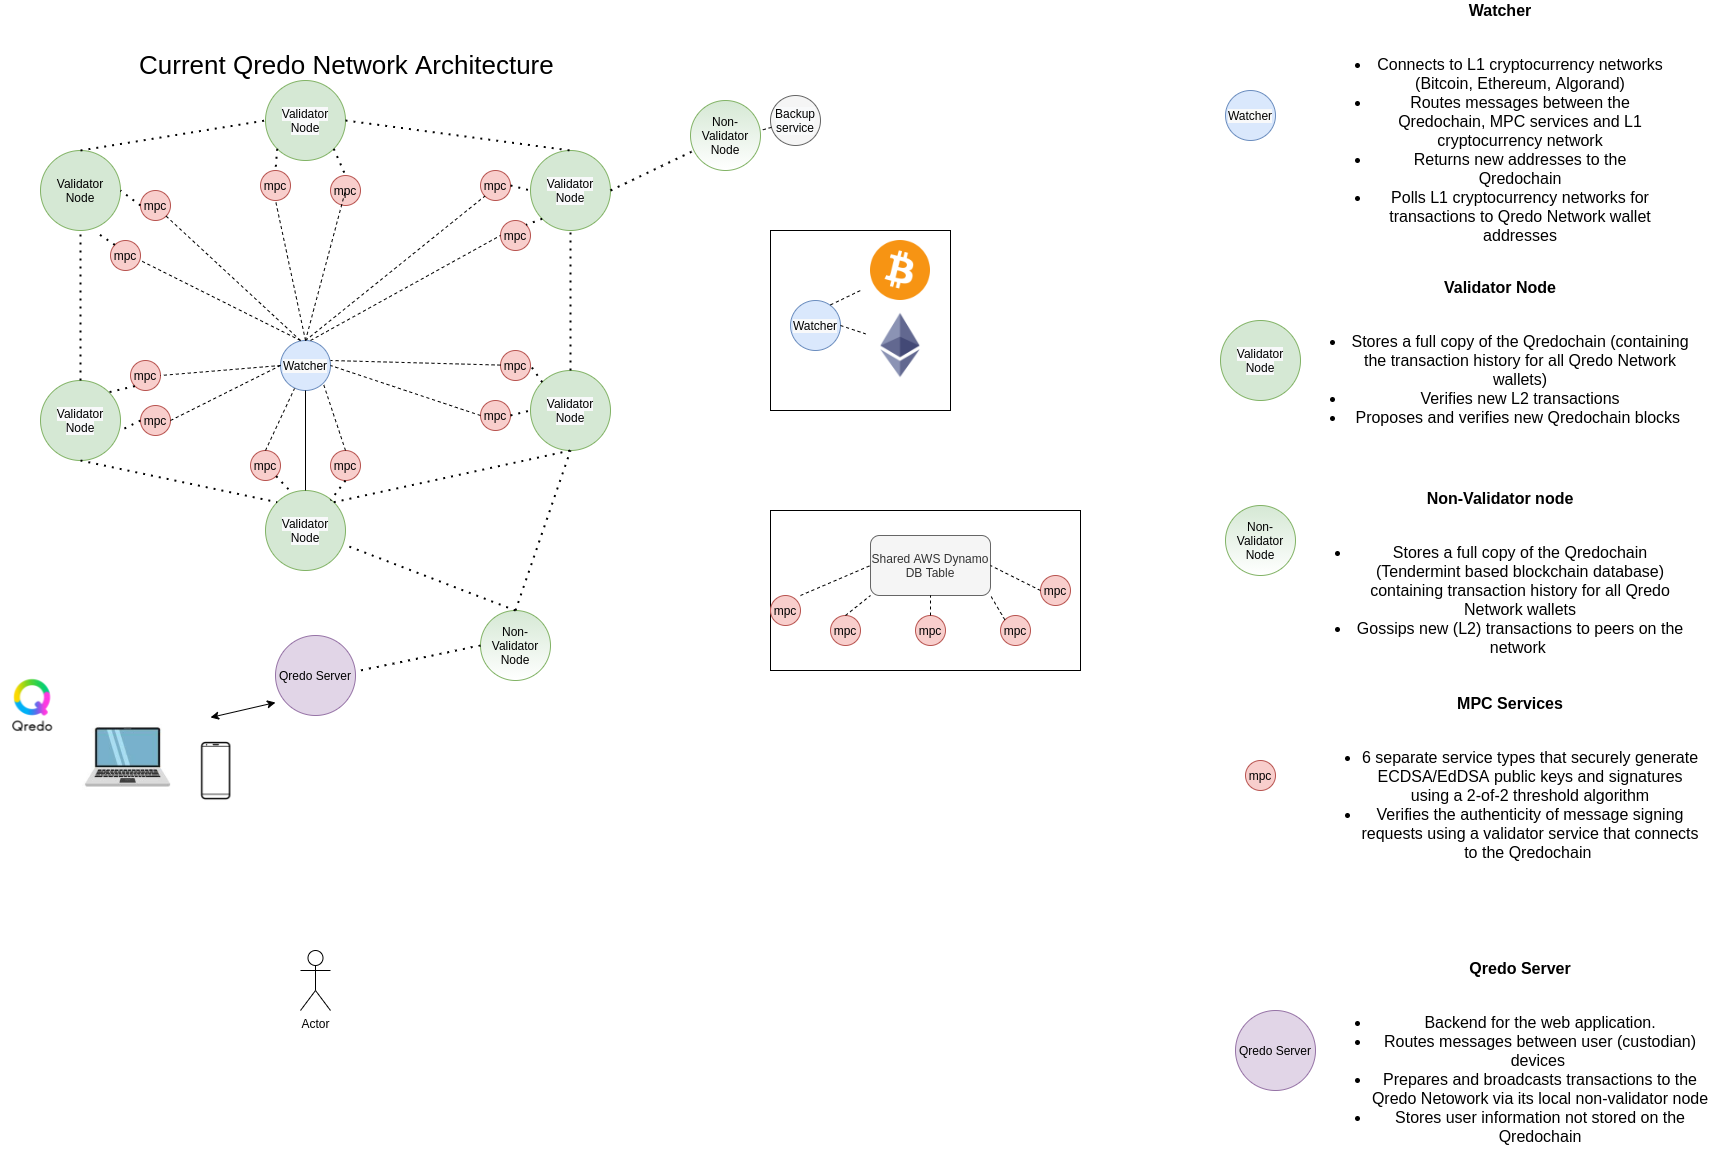 Current Qredo Network Architecture
Validator
Node
Validator
Node
mpc
mpc
mpc
mpc
mpc
mpc
Validator
Node
Non-
Validator
Node
Backup
service
Watcher
Validator
Node
mpc
mpc
mpc
mpc
Validator
Node
mpc
mpc
Validator
Node
Non-
Validator
Node
Qredo Server
Qredo
Actor
Watcher
Shared AWS Dynamo
DB Table
mpc
mpc
mpc
mpc
mpc
Watcher
Watcher
• Connects to L1 cryptocurrency networks
(Bitcoin, Ethereum, Algorand)
• Routes messages between the
Qredochain, MPC services and L1
cryptocurrency network
• Returns new addresses to the
Qredochain
• Polls L1 cryptocurrency networks for
transactions to Qredo Network wallet
addresses
Validator Node
Validator
Node
• Stores a full copy of the Qredochain (containing
the transaction history for all Qredo Network
wallets)
• Verifies new L2 transactions
• Proposes and verifies new Qredochain blocks
Non-Validator node
Non-
Validator
Node
• Stores a full copy of the Qredochain
(Tendermint based blockchain database)
containing transaction history for all Qredo
Network wallets
• Gossips new (L2) transactions to peers on the
network
MPC Services
mpc
• 6 separate service types that securely generate
ECDSA/EdDSA public keys and signatures
using a 2-of-2 threshold algorithm
• Verifies the authenticity of message signing
requests using a validator service that connects
to the Qredochain
Qredo Server
Qredo Server
• Backend for the web application.
• Routes messages between user (custodian)
devices
• Prepares and broadcasts transactions to the
Qredo Netowork via its local non-validator node
• Stores user information not stored on the
Qredochain